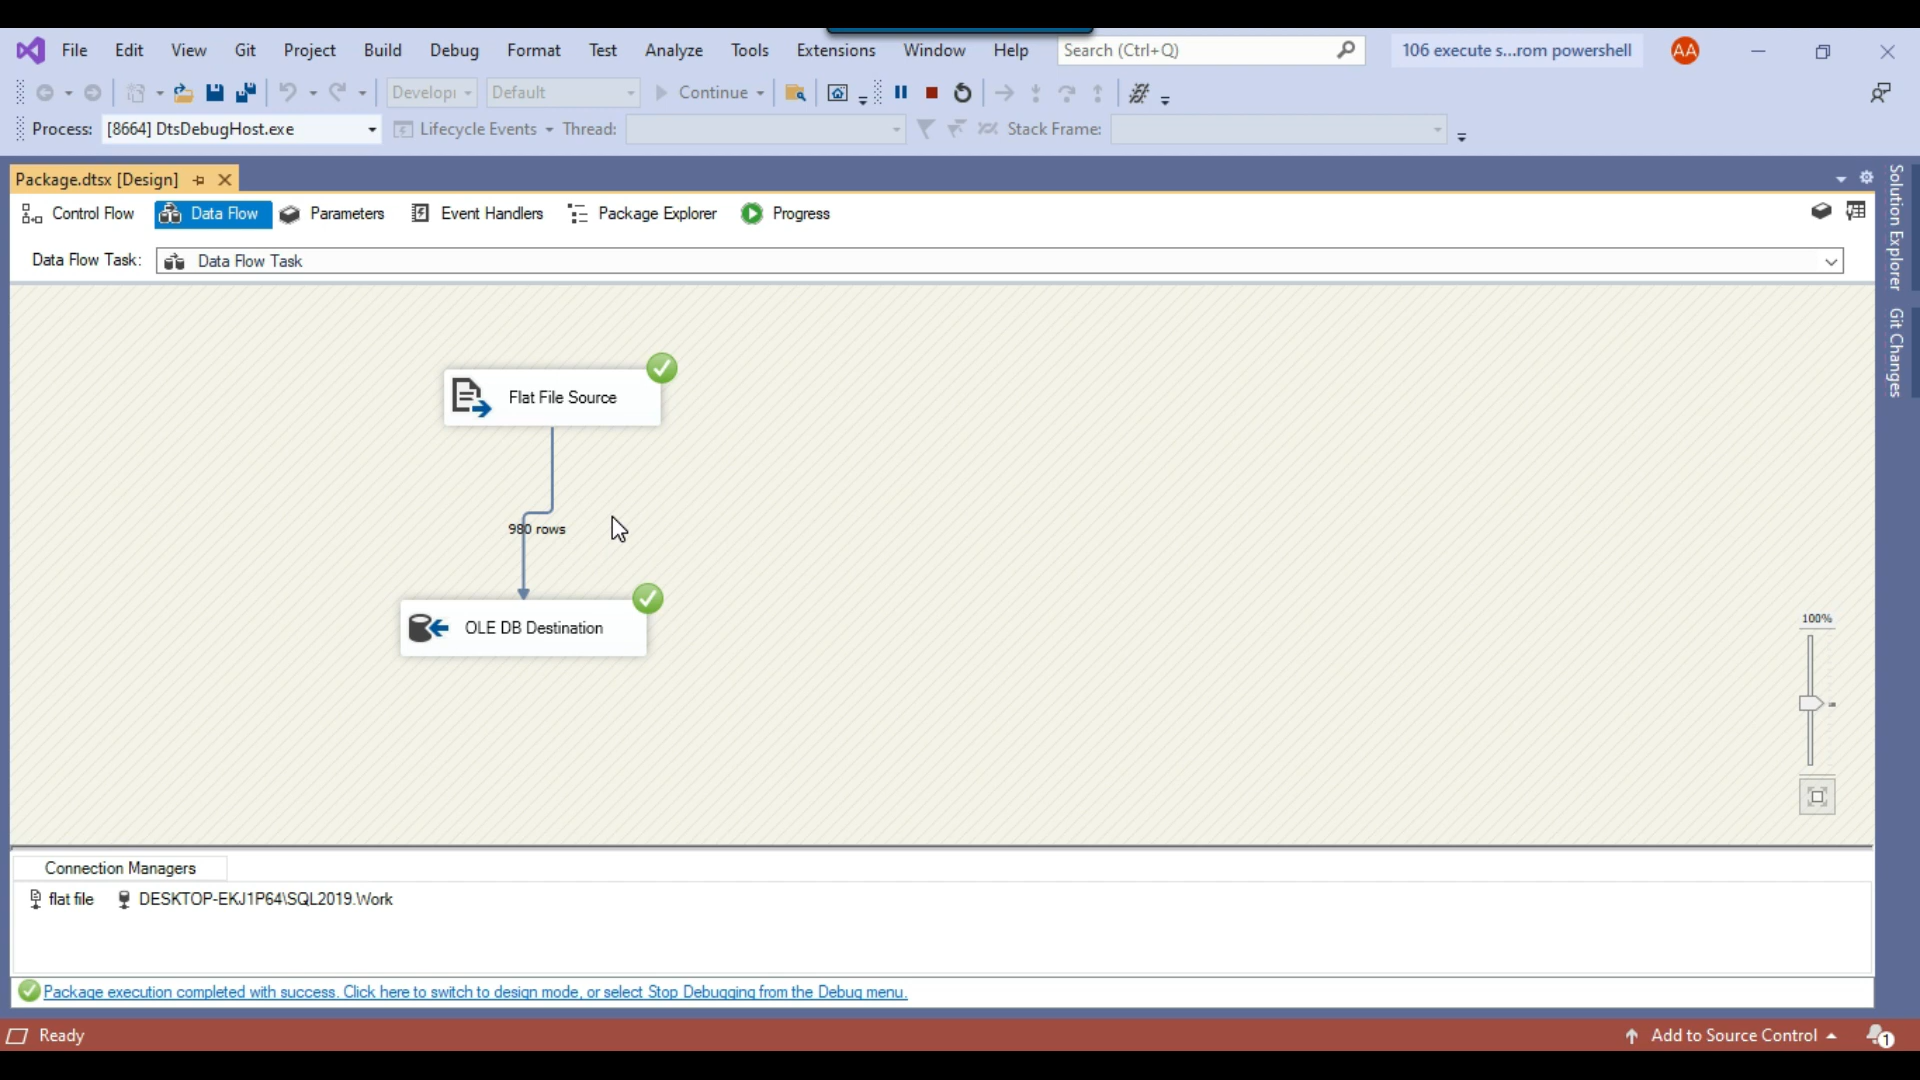 File Edit View Git Project Build Debug Format Test Analyze Tools Extensions Window Help Search (Ctrl+Q) 106 execute s...rom powershell AA
Developi Default Continue
Process: [8664] DtsDebugHost.exe Lifecycle Events Thread: Stack Frame:
Package.dtsx [Design]
Control Flow Data Flow Parameters Event Handlers Package Explorer Progress
Data Flow Task: Data Flow Task
Solution Explorer
Git Changes
Flat File Source
980 rows
OLE DB Destination
100%
Connection Managers
flat file DESKTOP-EKJ1P64\SQL2019.Work
Package execution completed with success. Click here to switch to design mode, or select Stop Debugging from the Debug menu.
Ready Add to Source Control 1